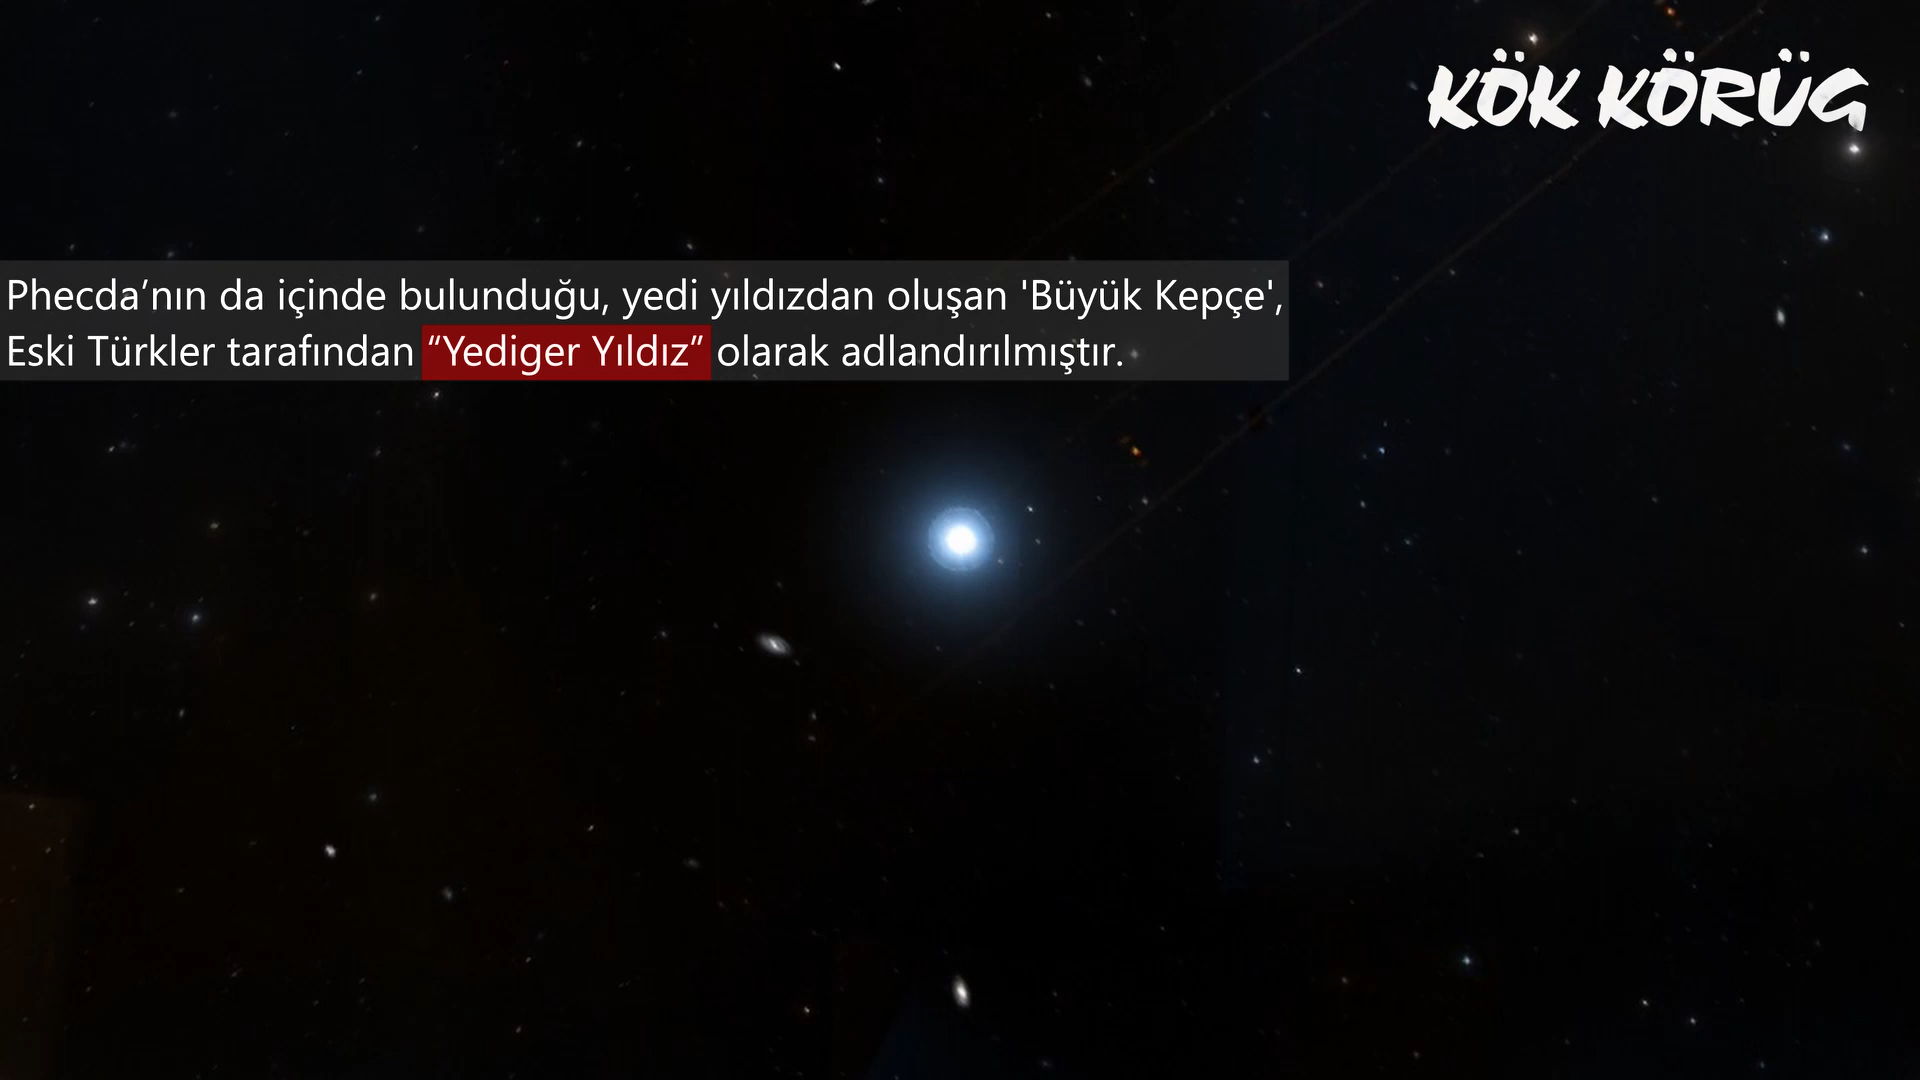 KÖK KÖRÜG
Phecda’nın da içinde bulunduğu, yedi yıldızdan oluşan 'Büyük Kepçe',
Eski Türkler tarafından “Yediger Yıldız” olarak adlandırılmıştır.